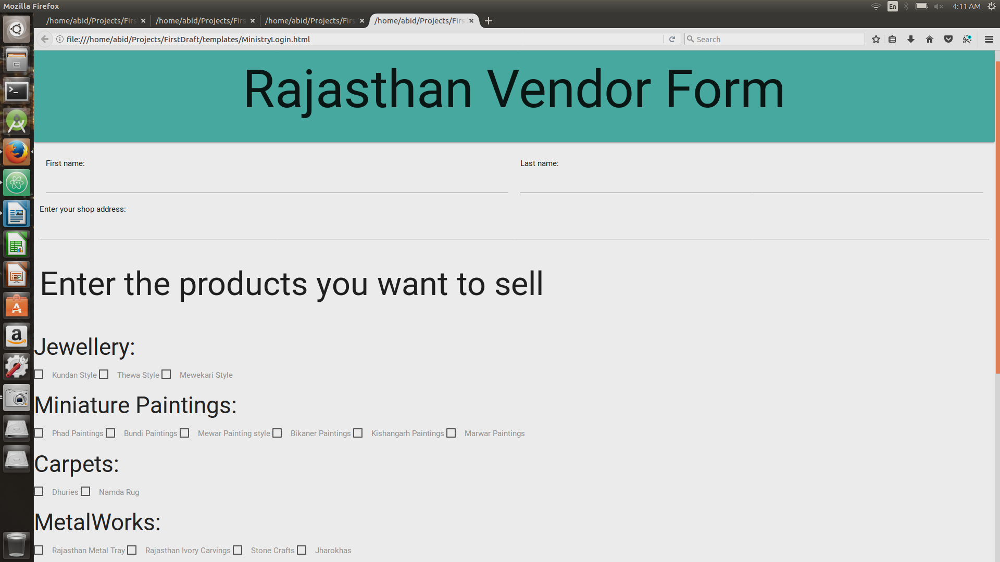 Mozilla Firefox
En
4:11 AM
/home/abid/Projects/Firs
/home/abid/Projects/Firs
/home/abid/Projects/Firs
/home/abid/Projects/Firs
file:///home/abid/Projects/FirstDraft/templates/MinistryLogin.html
Search
Rajasthan Vendor Form
First name:
Last name:
Enter your shop address:
Enter the products you want to sell
Jewellery:
Kundan Style
Thewa Style
Mewekari Style
Miniature Paintings:
Phad Paintings
Bundi Paintings
Mewar Painting style
Bikaner Paintings
Kishangarh Paintings
Marwar Paintings
Carpets:
Dhuries
Namda Rug
MetalWorks:
Rajasthan Metal Tray
Rajasthan Ivory Carvings
Stone Crafts
Jharokhas